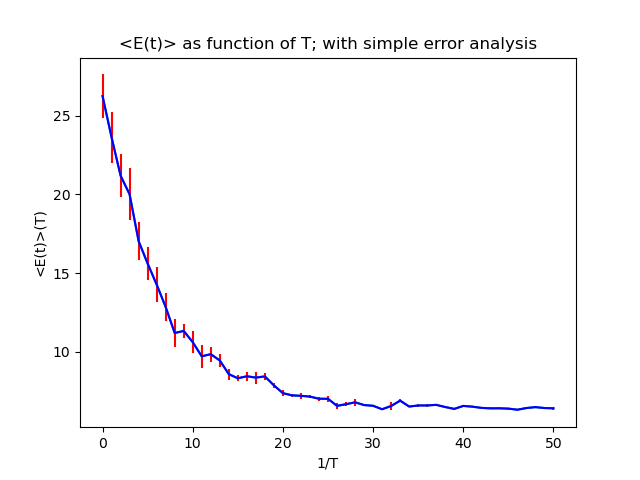 <E(t)> as function of T; with simple error analysis
<E(t)>(T)
25
20
15
10
0 10 20 30 40 50
1/T